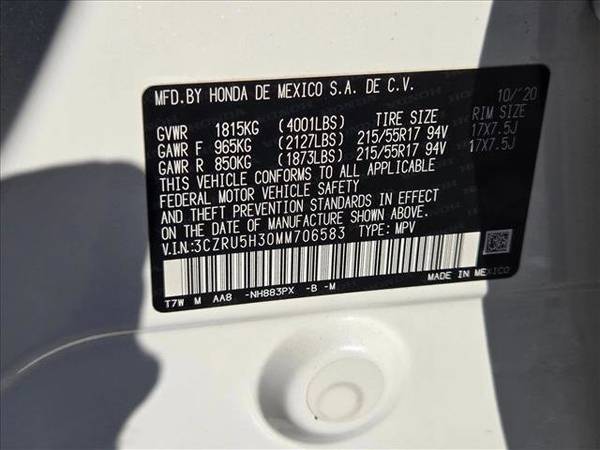 MFD.BY HONDA DE MEXICO S.A. DE C.V. 10/'20
GVWR 1815KG (4001LBS) TIRE SIZE RIM SIZE
GAWR F 965KG (2127LBS) 215/55R17 94V 17X7.5J
GAWR R 850KG (1873LBS) 215/55R17 94V 17X7.5J
THIS VEHICLE CONFORMS TO ALL APPLICABLE
FEDERAL MOTOR VEHICLE SAFETY
AND THEFT PREVENTION STANDARDS IN EFFECT
ON THE DATE OF MANUFACTURE SHOWN ABOVE.
V.I.N.:3CZRU5H30MM706583 TYPE: MPV
MADE IN MEXICO
T7W M AA8 -NH883PX -B -M